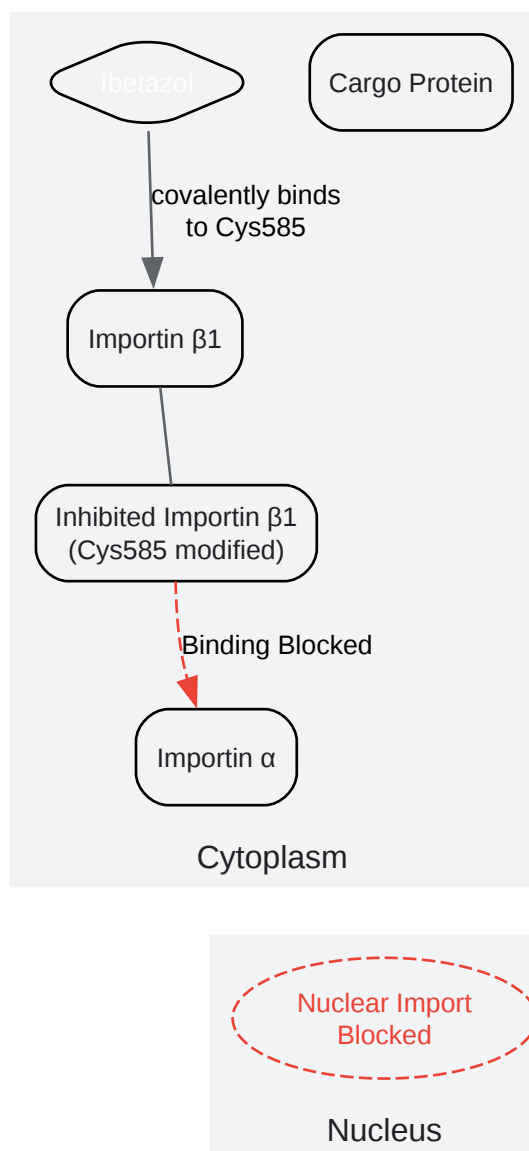 Ibetazol
Cargo Protein
covalently binds
to Cys585
Importin β1
Inhibited Importin β1
(Cys585 modified)
Binding Blocked
Importin α
Cytoplasm
Nuclear Import
Blocked
Nucleus